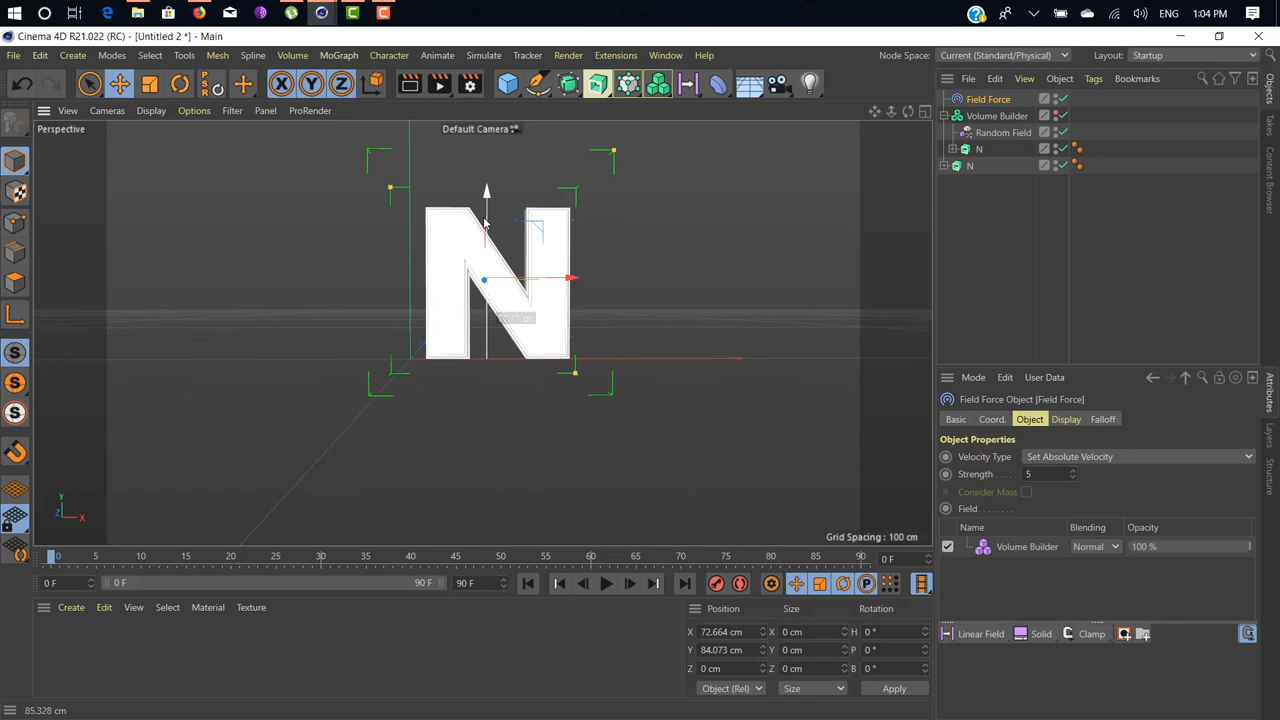 ENG
1:04 PM
Cinema 4D R21.022 (RC) - [Untitled 2 *] - Main
File Edit Create Modes Select Tools Mesh Spline Volume MoGraph Character Animate Simulate Tracker Render Extensions Window Help
Node Space: Current (Standard/Physical) Layout: Startup
X Y Z
File Edit View Object Tags Bookmarks
View Cameras Display Options Filter Panel ProRender
Perspective
Default Camera
Field Force
Volume Builder
Random Field
N
N
Objects
Takes
N
Mode Edit User Data
Field Force Object [Field Force]
Basic Coord. Object Display Falloff
Object Properties
Velocity Type Set Absolute Velocity
Strength . . . . 5
Consider Mass
Field. . . . . . . .
Name Blending Opacity
Volume Builder Normal 100 %
Linear Field Solid Clamp
Attributes
Layers
Structure
Y
Z X
Grid Spacing : 100 cm
0 5 10 15 20 25 30 35 40 45 50 55 60 65 70 75 80 85 90 0 F
0 F 0 F 90 F 90 F
Create Edit View Select Material Texture
Position Size Rotation
X 72.664 cm X 0 cm H 0 °
Y 84.073 cm Y 0 cm P 0 °
Z 0 cm Z 0 cm B 0 °
Object (Rel) Size Apply
85.328 cm